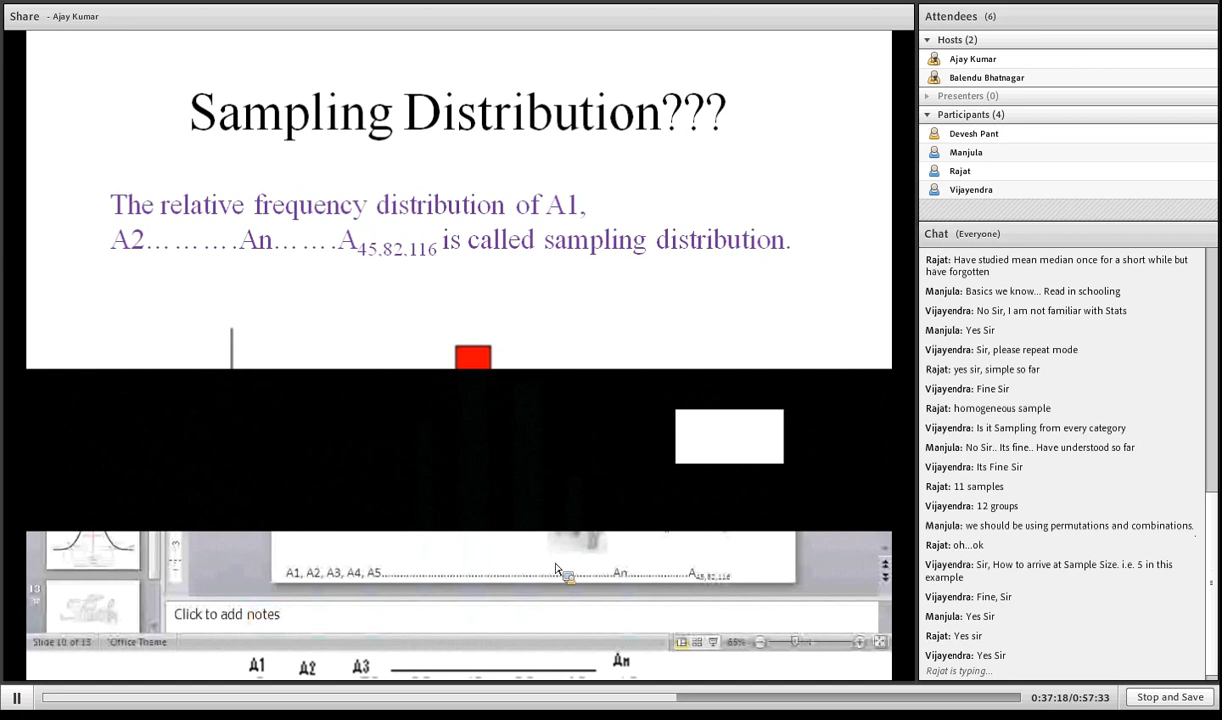 Share - Ajay Kumar
Sampling Distribution???
The relative frequency distribution of A1,
A2……….An…….A45,82,116 is called sampling distribution.
A1, A2, A3, A4, A5..........................................................An.................A45,82,116
13
Click to add notes
Slide 10 of 13
Office Theme
65%
A1 A2 A3 An
Attendees (6)
Hosts (2)
Ajay Kumar
Balendu Bhatnagar
Presenters (0)
Participants (4)
Devesh Pant
Manjula
Rajat
Vijayendra
Chat (Everyone)
Rajat: Have studied mean median once for a short while but
have forgotten
Manjula: Basics we know... Read in schooling
Vijayendra: No Sir, I am not familiar with Stats
Manjula: Yes Sir
Vijayendra: Sir, please repeat mode
Rajat: yes sir, simple so far
Vijayendra: Fine Sir
Rajat: homogeneous sample
Vijayendra: Is it Sampling from every category
Manjula: No Sir.. Its fine.. Have understood so far
Vijayendra: Its Fine Sir
Rajat: 11 samples
Vijayendra: 12 groups
Manjula: we should be using permutations and combinations.
Rajat: oh...ok
Vijayendra: Sir, How to arrive at Sample Size. i.e. 5 in this
example
Vijayendra: Fine, Sir
Manjula: Yes Sir
Rajat: Yes sir
Vijayendra: Yes Sir
Rajat is typing...
0:37:18/0:57:33
Stop and Save